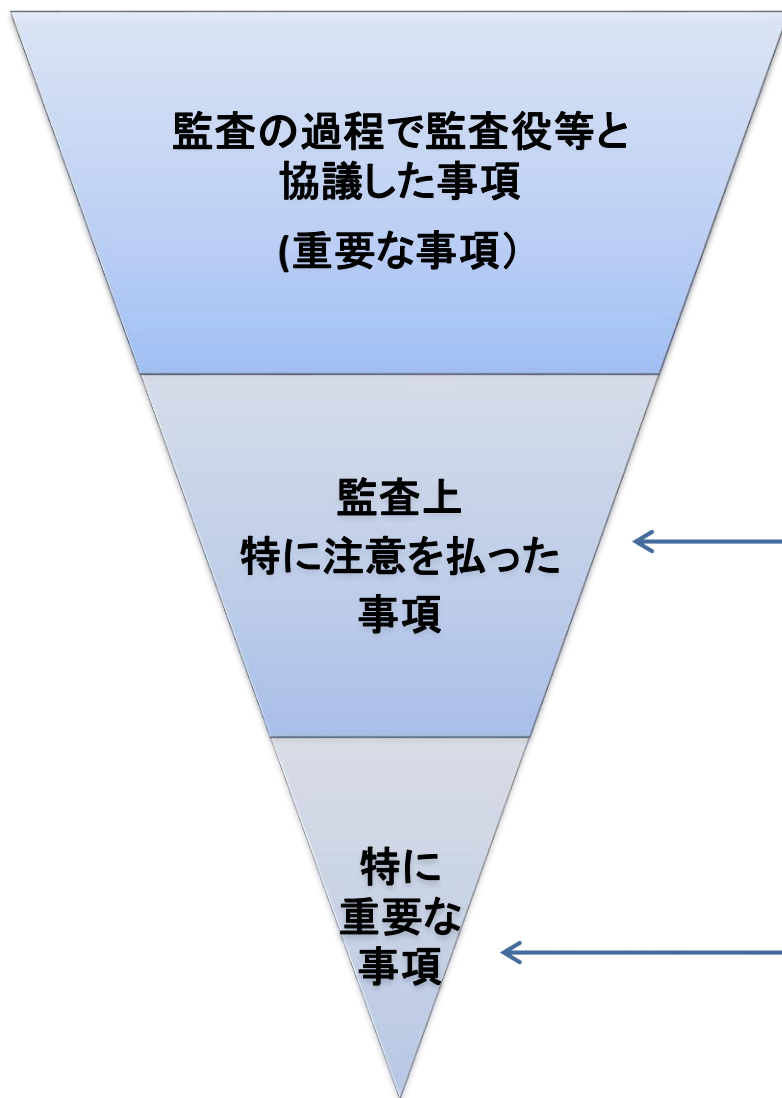 監査の過程で監査役等と
協議した事項
(重要な事項）
監査上
特に注意を払った
事項
特に
重要な
事項